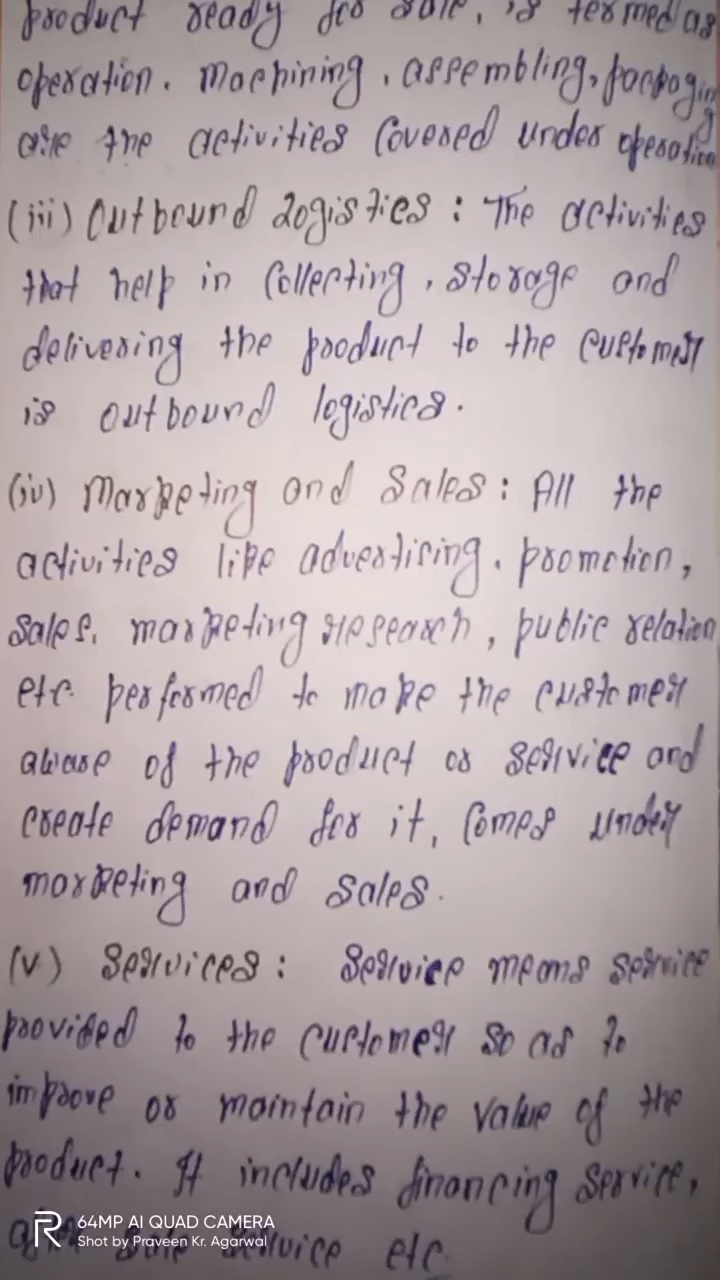 product ready for sale, is termed as
operation. Machining, assembling, packaging
are the activities covered under operation
(iii) Outbound Logistics : The activities
that help in collecting, storage and
delivering the product to the customer
is outbound logistics.
(iv) Marketing and Sales : All the
activities like advertising, promotion,
sales, marketing research, public relation
etc. performed to make the customer
aware of the product or service and
create demand for it, comes under
marketing and sales.
(v) Services : Service means service
provided to the customer so as to
improve or maintain the value of the
product. It includes financing service,
after sale service etc.
R
64MP AI QUAD CAMERA
Shot by Praveen Kr. Agarwal